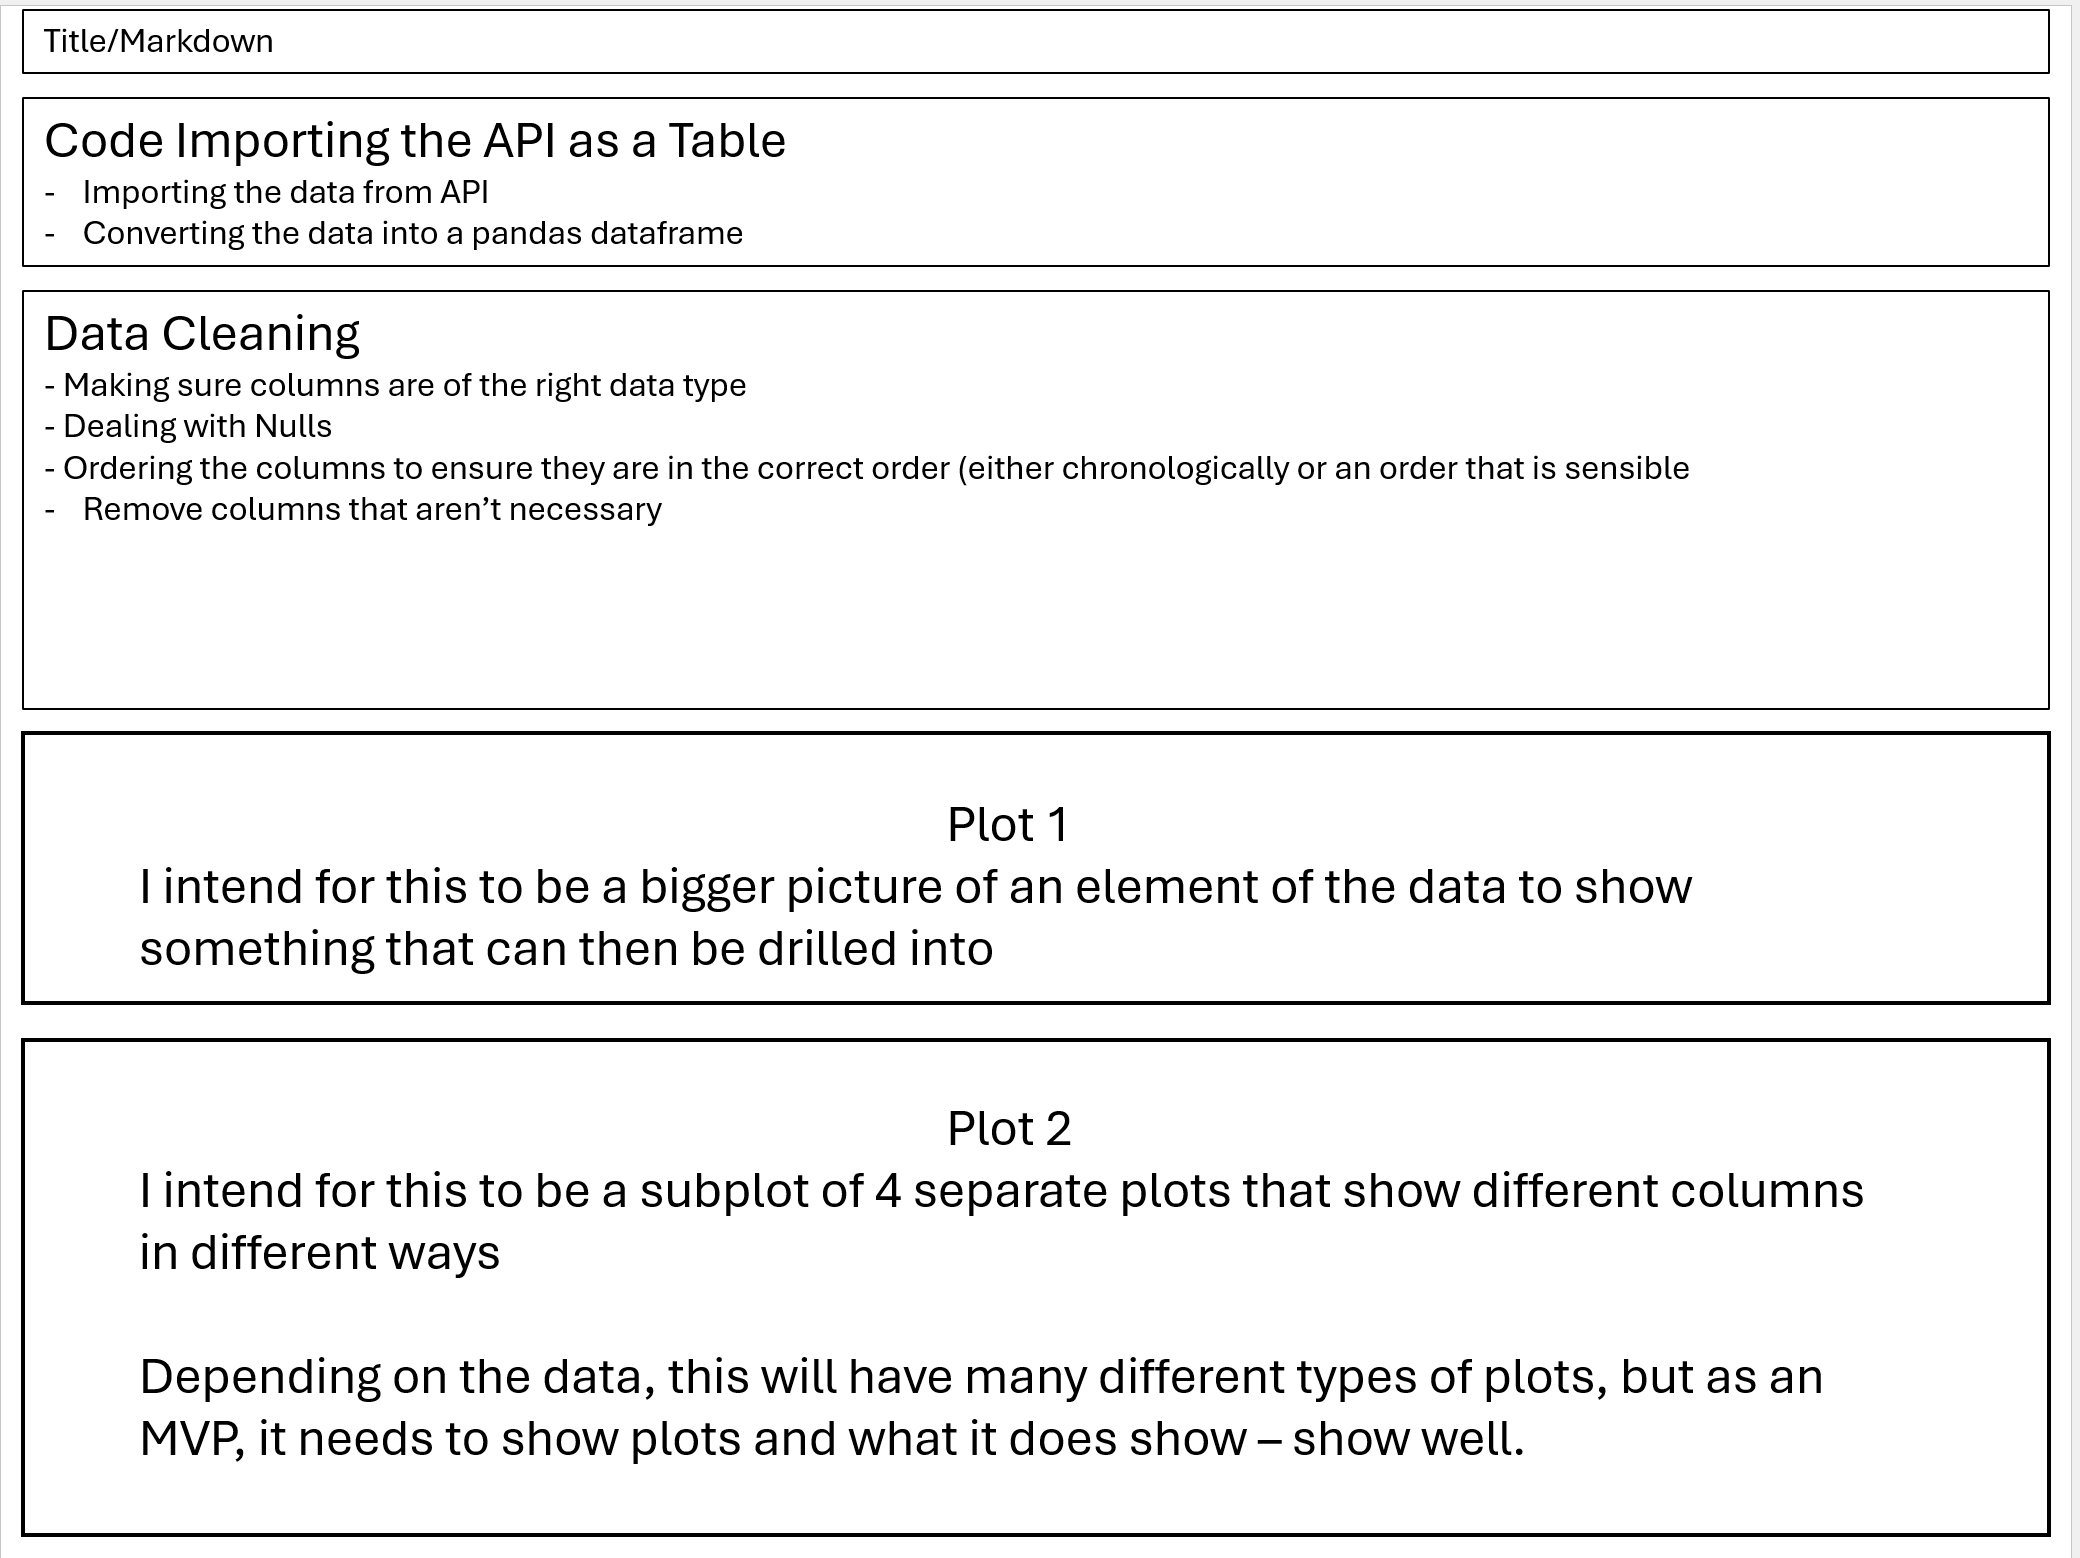 Title/Markdown
Code Importing the API as a Table
- Importing the data from API
- Converting the data into a pandas dataframe
Data Cleaning
- Making sure columns are of the right data type
- Dealing with Nulls
- Ordering the columns to ensure they are in the correct order (either chronologically or an order that is sensible
- Remove columns that aren’t necessary
Plot 1
I intend for this to be a bigger picture of an element of the data to show
something that can then be drilled into
Plot 2
I intend for this to be a subplot of 4 separate plots that show different columns
in different ways
Depending on the data, this will have many different types of plots, but as an
MVP, it needs to show plots and what it does show – show well.